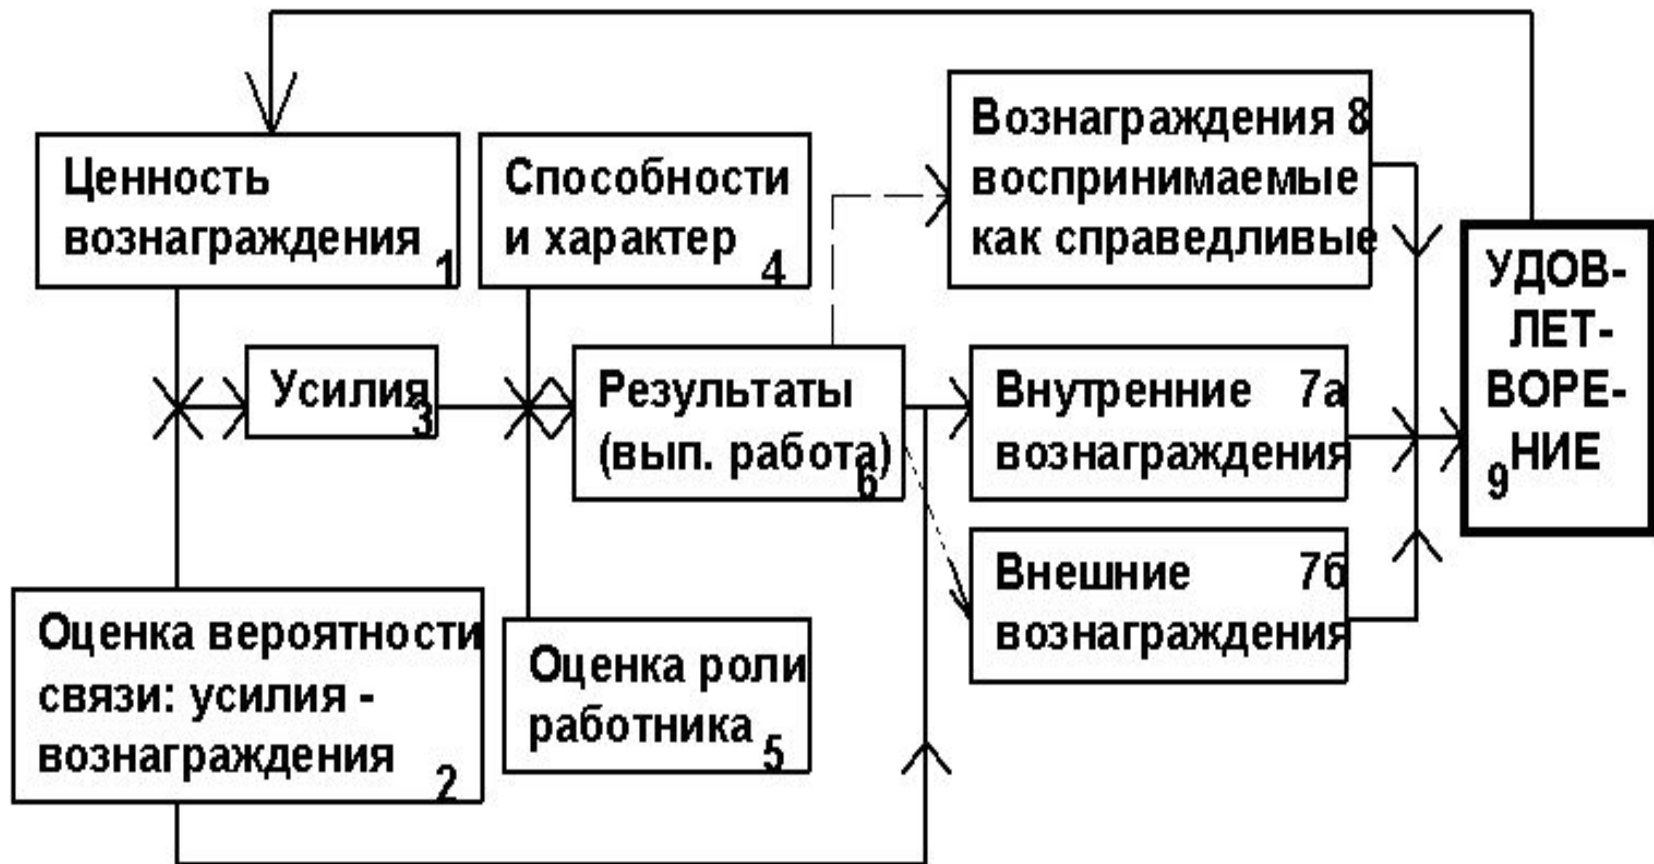 Ценность
вознаграждения 1
Способности
и характер 4
Вознаграждения 8
воспринимаемые
как справедливые
УДОВ-
ЛЕТ-
ВОРЕ-
НИЕ
9
Усилия 3
Результаты
(вып. работа) 6
Внутренние 7а
вознаграждения
Внешние 7б
вознаграждения
Оценка вероятности
связи: усилия -
вознаграждения 2
Оценка роли
работника 5